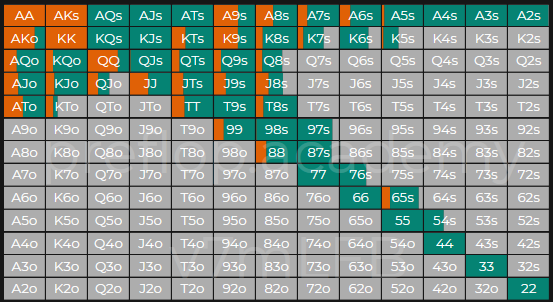 AA AKs AQs AJs ATs A9s A8s A7s A6s A5s A4s A3s A2s
AKo KK KQs KJs KTs K9s K8s K7s K6s K5s K4s K3s K2s
AQo KQo QQ QJs QTs Q9s Q8s Q7s Q6s Q5s Q4s Q3s Q2s
AJo KJo QJo JJ JTs J9s J8s J7s J6s J5s J4s J3s J2s
ATo KTo QTo JTo TT T9s T8s T7s T6s T5s T4s T3s T2s
A9o K9o Q9o J9o T9o 99 98s 97s 96s 95s 94s 93s 92s
A8o K8o Q8o J8o T8o 98o 88 87s 86s 85s 84s 83s 82s
preflop.academy
A7o K7o Q7o J7o T7o 97o 87o 77 76s 75s 74s 73s 72s
A6o K6o Q6o J6o T6o 96o 86o 76o 66 65s 64s 63s 62s
A5o K5o Q5o J5o T5o 95o 85o 75o 65o 55 54s 53s 52s
A4o K4o Q4o J4o T4o 94o 84o 74o 64o 54o 44 43s 42s
A3o K3o Q3o J3o T3o 93o 83o 73o 63o 53o 43o 33 32s
A2o K2o Q2o J2o T2o 92o 82o 72o 62o 52o 42o 32o 22